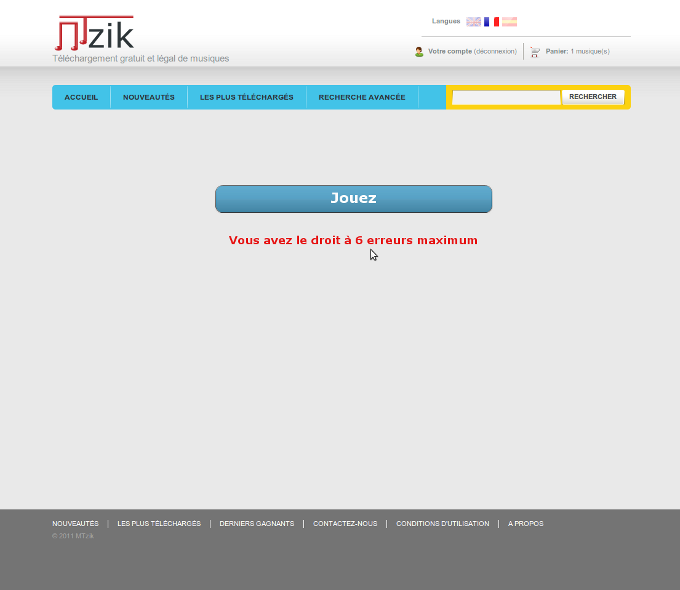 Langues
MTzik
Téléchargement gratuit et légal de musiques
Votre compte (déconnexion) Panier: 1 musique(s)
ACCUEIL NOUVEAUTÉS LES PLUS TÉLÉCHARGÉS RECHERCHE AVANCÉE RECHERCHER
Jouez
Vous avez le droit à 6 erreurs maximum
NOUVEAUTÉS | LES PLUS TÉLÉCHARGÉS | DERNIERS GAGNANTS | CONTACTEZ-NOUS | CONDITIONS D'UTILISATION | A PROPOS
© 2011 MTzik